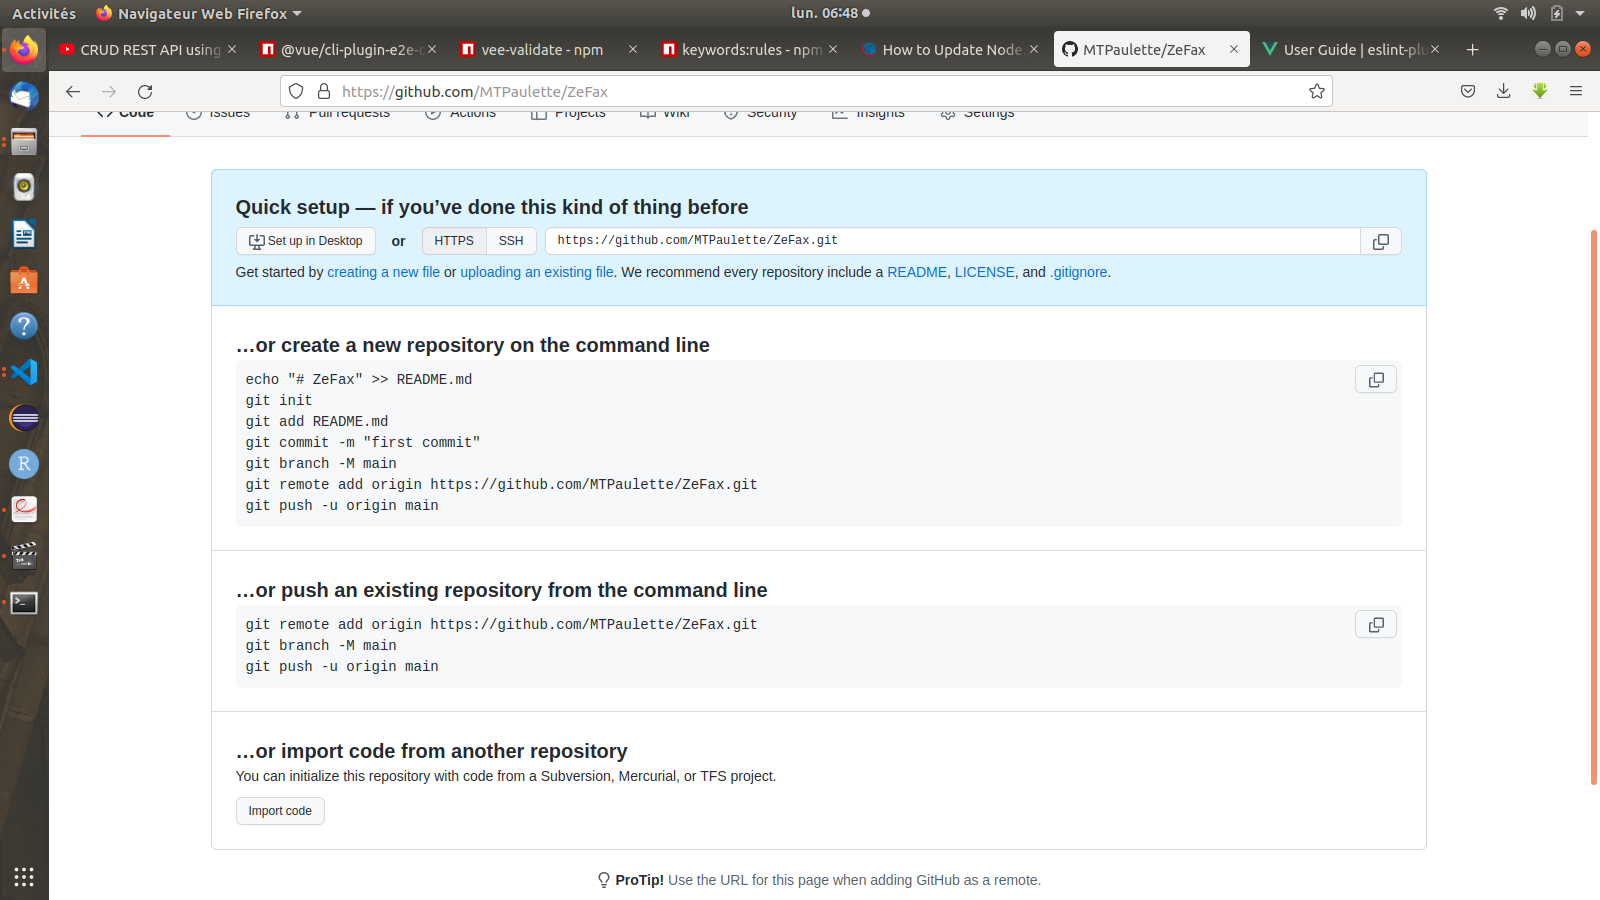 Activités
Navigateur Web Firefox
lun. 06:48
CRUD REST API using
@vue/cli-plugin-e2e-c
vee-validate - npm
keywords:rules - npm
How to Update Node.
MTPaulette/ZeFax
User Guide | eslint-plu
https://github.com/MTPaulette/ZeFax
Code
Issues
Pull requests
Actions
Projects
Wiki
Security
Insights
Settings
Quick setup — if you’ve done this kind of thing before
Set up in Desktop
or
HTTPS
SSH
https://github.com/MTPaulette/ZeFax.git
Get started by creating a new file or uploading an existing file. We recommend every repository include a README, LICENSE, and .gitignore.
…or create a new repository on the command line
echo "# ZeFax" >> README.md
git init
git add README.md
git commit -m "first commit"
git branch -M main
git remote add origin https://github.com/MTPaulette/ZeFax.git
git push -u origin main
…or push an existing repository from the command line
git remote add origin https://github.com/MTPaulette/ZeFax.git
git branch -M main
git push -u origin main
…or import code from another repository
You can initialize this repository with code from a Subversion, Mercurial, or TFS project.
Import code
ProTip! Use the URL for this page when adding GitHub as a remote.